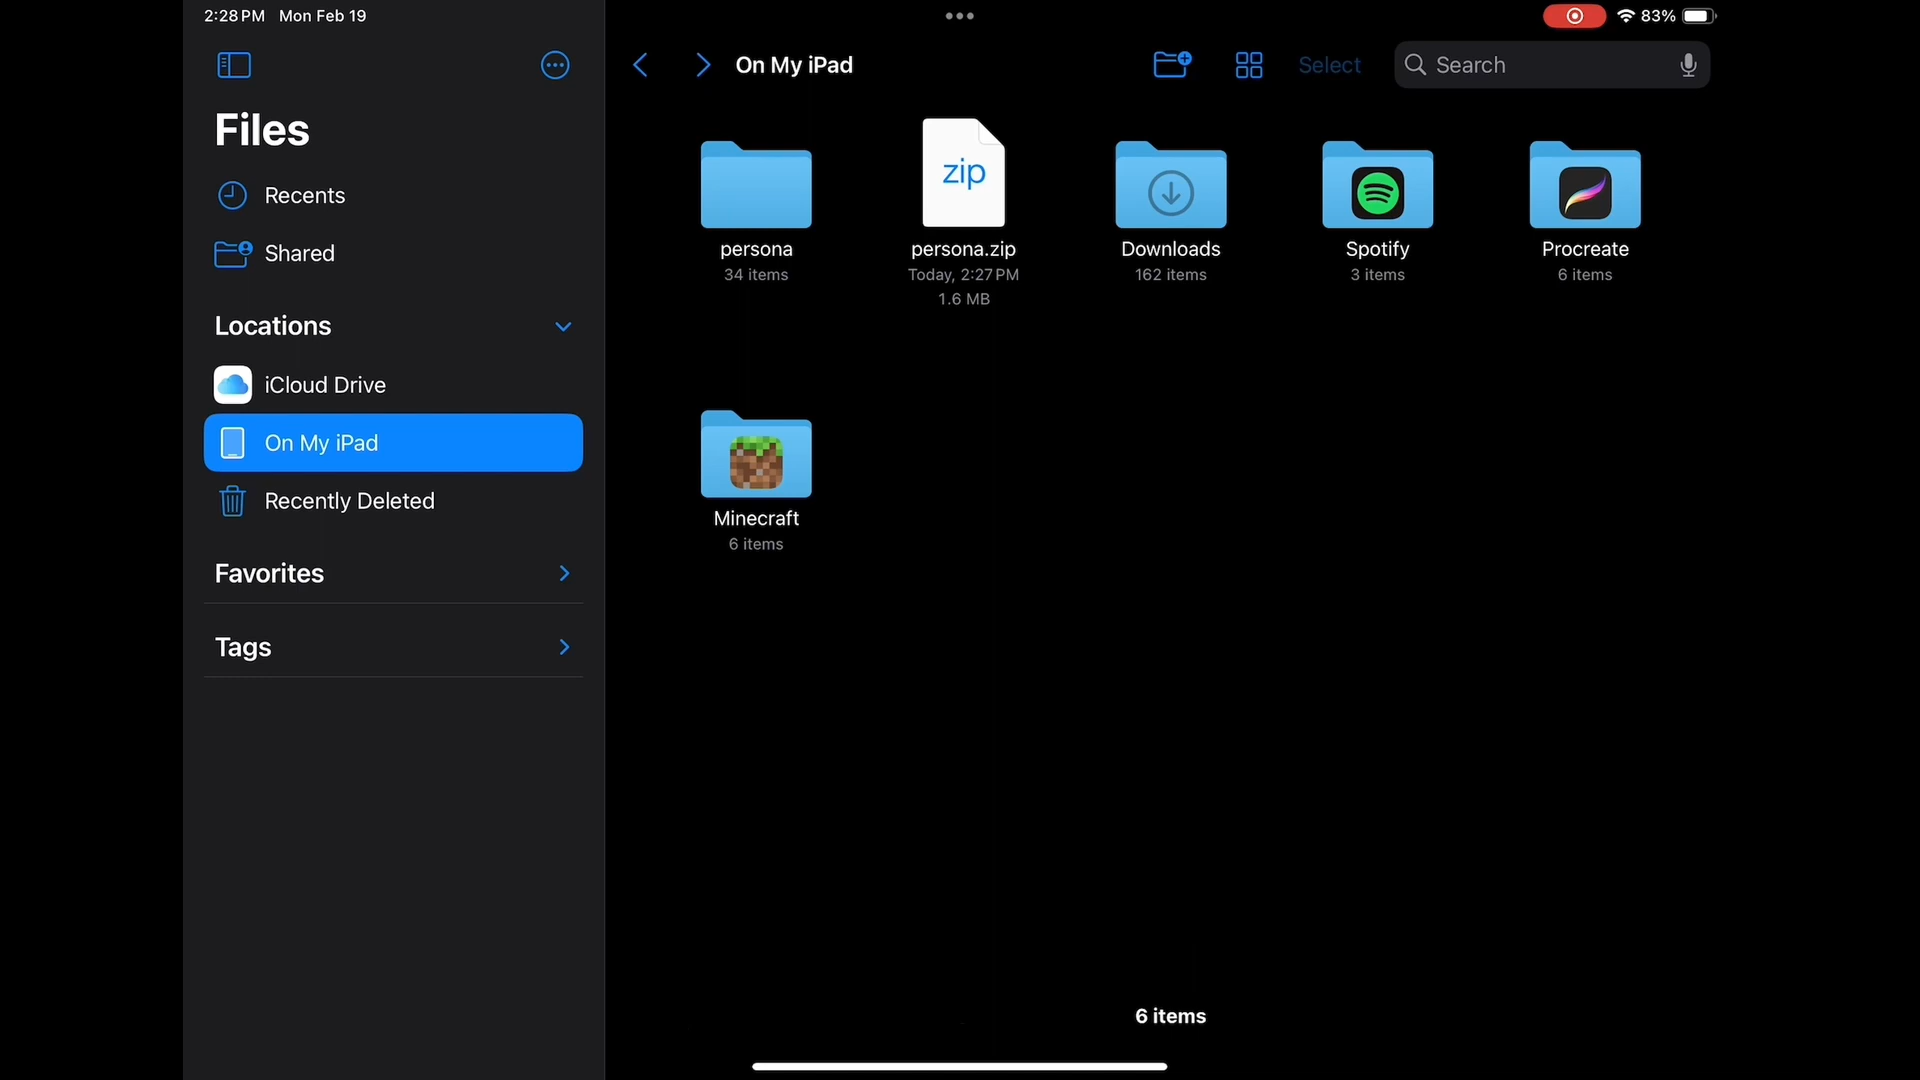 2:28 PM Mon Feb 19
83%
Files
Recents
Shared
Locations
iCloud Drive
On My iPad
Recently Deleted
Favorites
Tags
On My iPad
Select
Search
persona
34 items
zip
persona.zip
Today, 2:27 PM
1.6 MB
Downloads
162 items
Spotify
3 items
Procreate
6 items
Minecraft
6 items
6 items